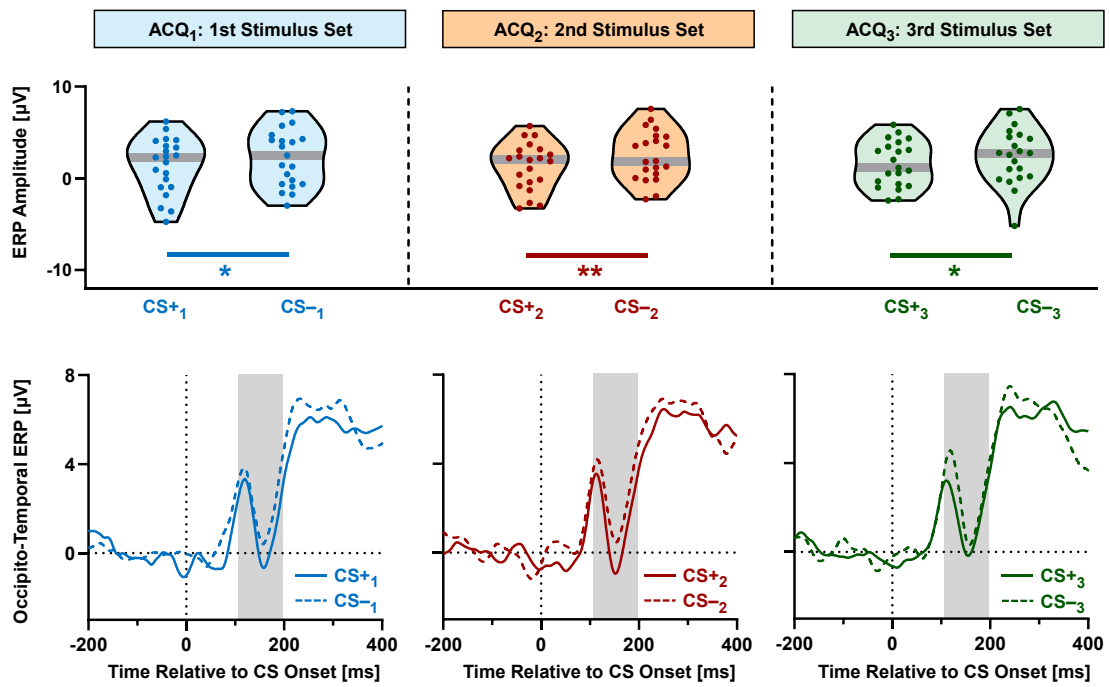 ACQ₁: 1st Stimulus Set
ACQ₂: 2nd Stimulus Set
ACQ₃: 3rd Stimulus Set
ERP Amplitude [µV]
10
0
-10
*
**
*
CS+₁
CS–₁
CS+₂
CS–₂
CS+₃
CS–₃
Occipito-Temporal ERP [µV]
8
4
0
CS+₁
CS–₁
CS+₂
CS–₂
CS+₃
CS–₃
-200
0
200
400
-200
0
200
400
-200
0
200
400
Time Relative to CS Onset [ms]
Time Relative to CS Onset [ms]
Time Relative to CS Onset [ms]